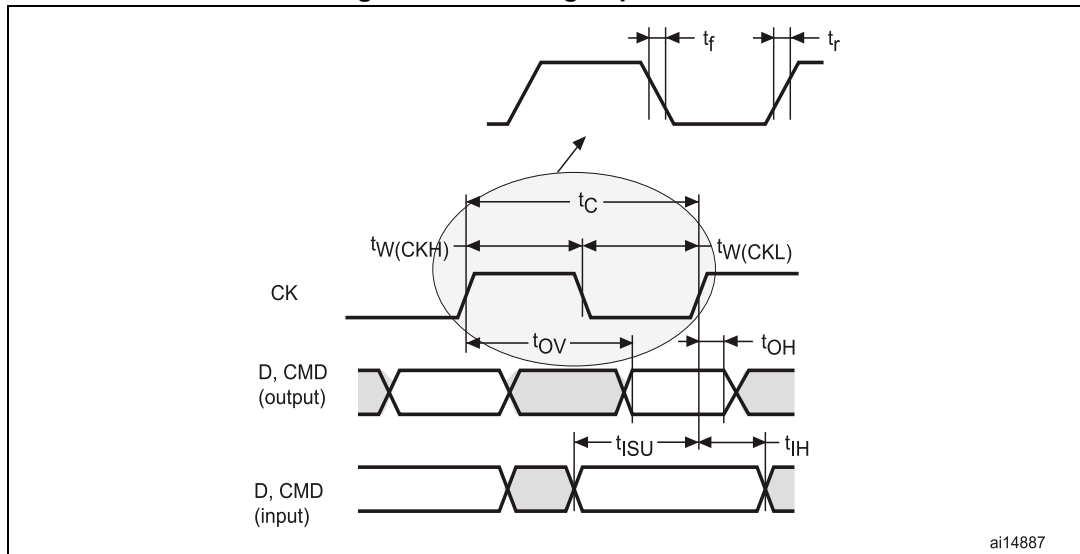 tf
tr
tC
tW(CKH)
tW(CKL)
CK
tOV
tOH
D, CMD
(output)
tISU
tIH
D, CMD
(input)
ai14887